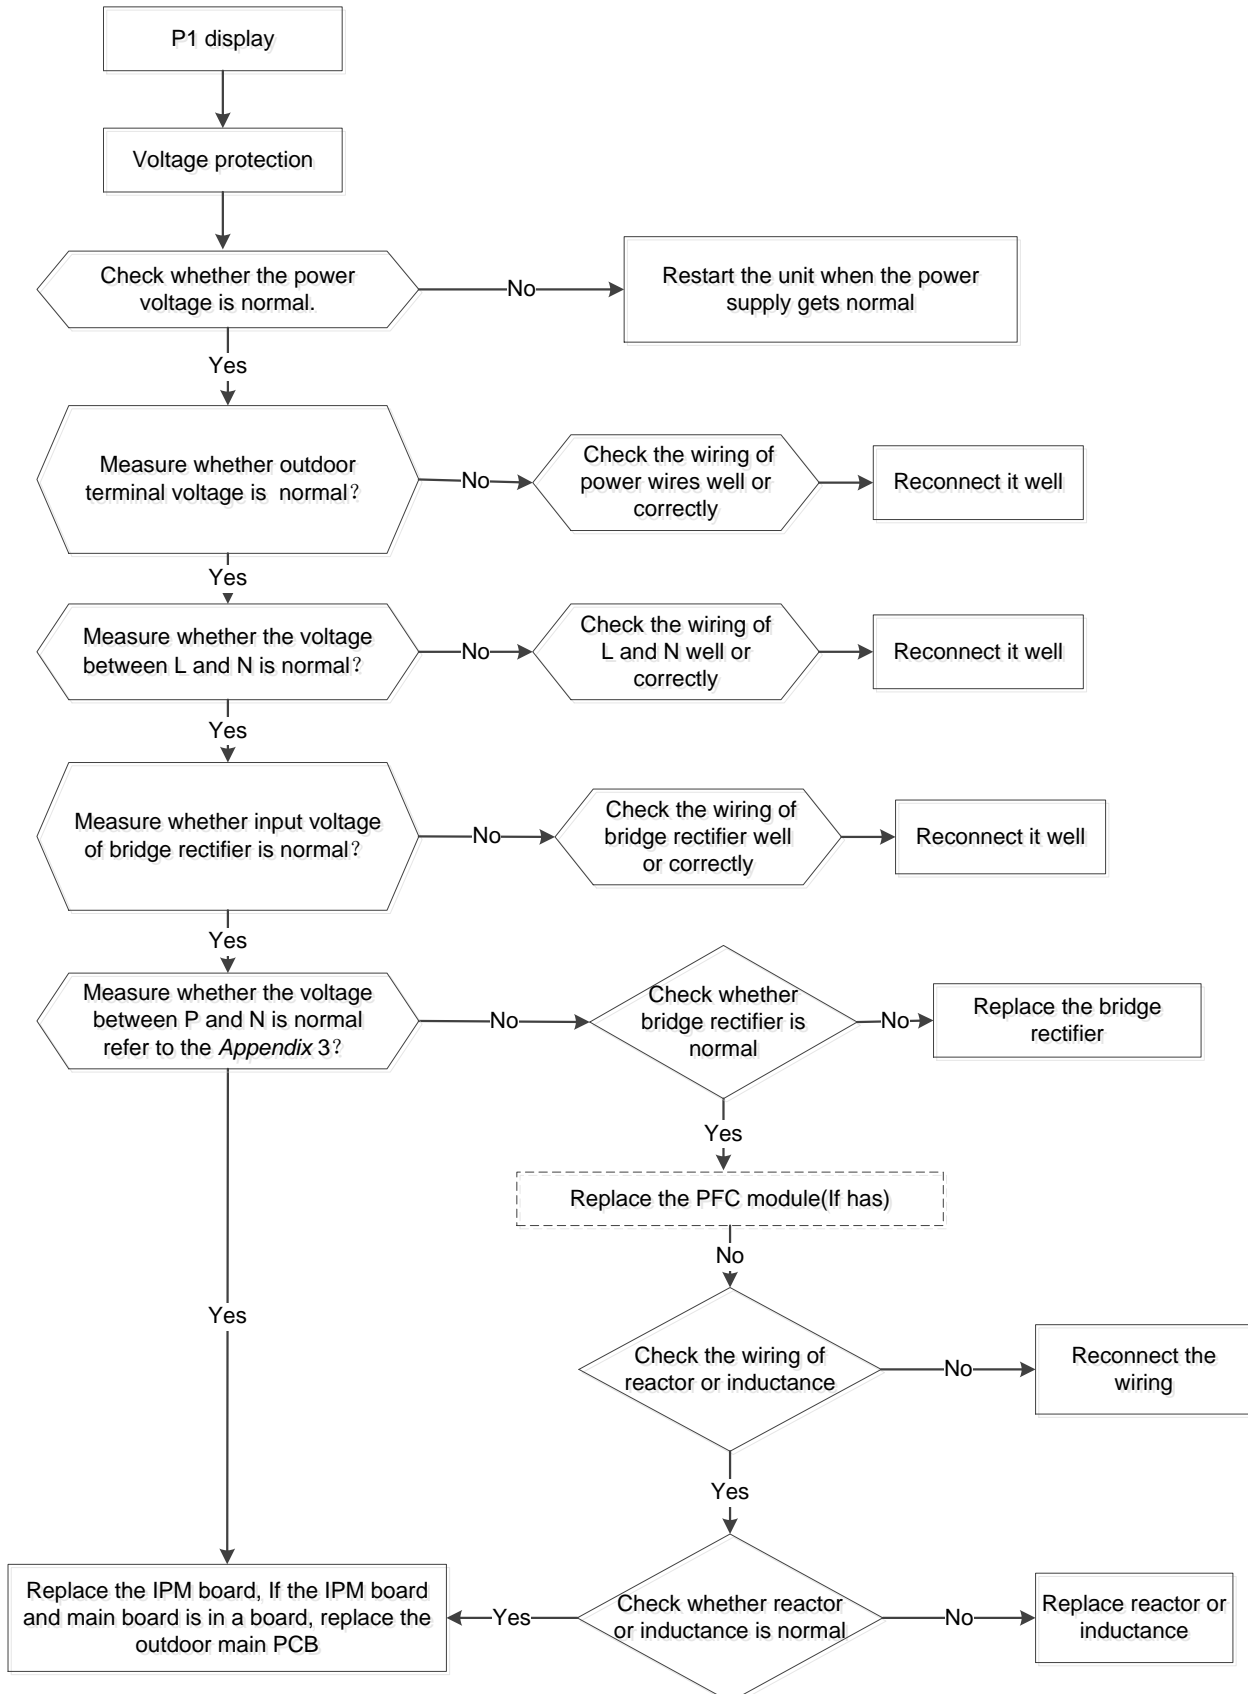 P1 display
Voltage protection
Check whether the power
voltage is normal.
No
Restart the unit when the power
supply gets normal
Yes
Measure whether outdoor
terminal voltage is  normal？
No
Check the wiring of
power wires well or
correctly
Reconnect it well
Yes
Measure whether the voltage
between L and N is normal？
No
Check the wiring of
L and N well or
correctly
Reconnect it well
Yes
Measure whether input voltage
of bridge rectifier is normal？
No
Check the wiring of
bridge rectifier well
or correctly
Reconnect it well
Yes
Measure whether the voltage
between P and N is normal
refer to the Appendix 3？
No
Check whether
bridge rectifier is
normal
No
Replace the bridge
rectifier
Yes
Replace the PFC module(If has)
No
Yes
Check the wiring of
reactor or inductance
No
Reconnect the
wiring
Yes
Replace the IPM board, If the IPM board
and main board is in a board, replace the
outdoor main PCB
Yes
Check whether reactor
or inductance is normal
No
Replace reactor or
inductance